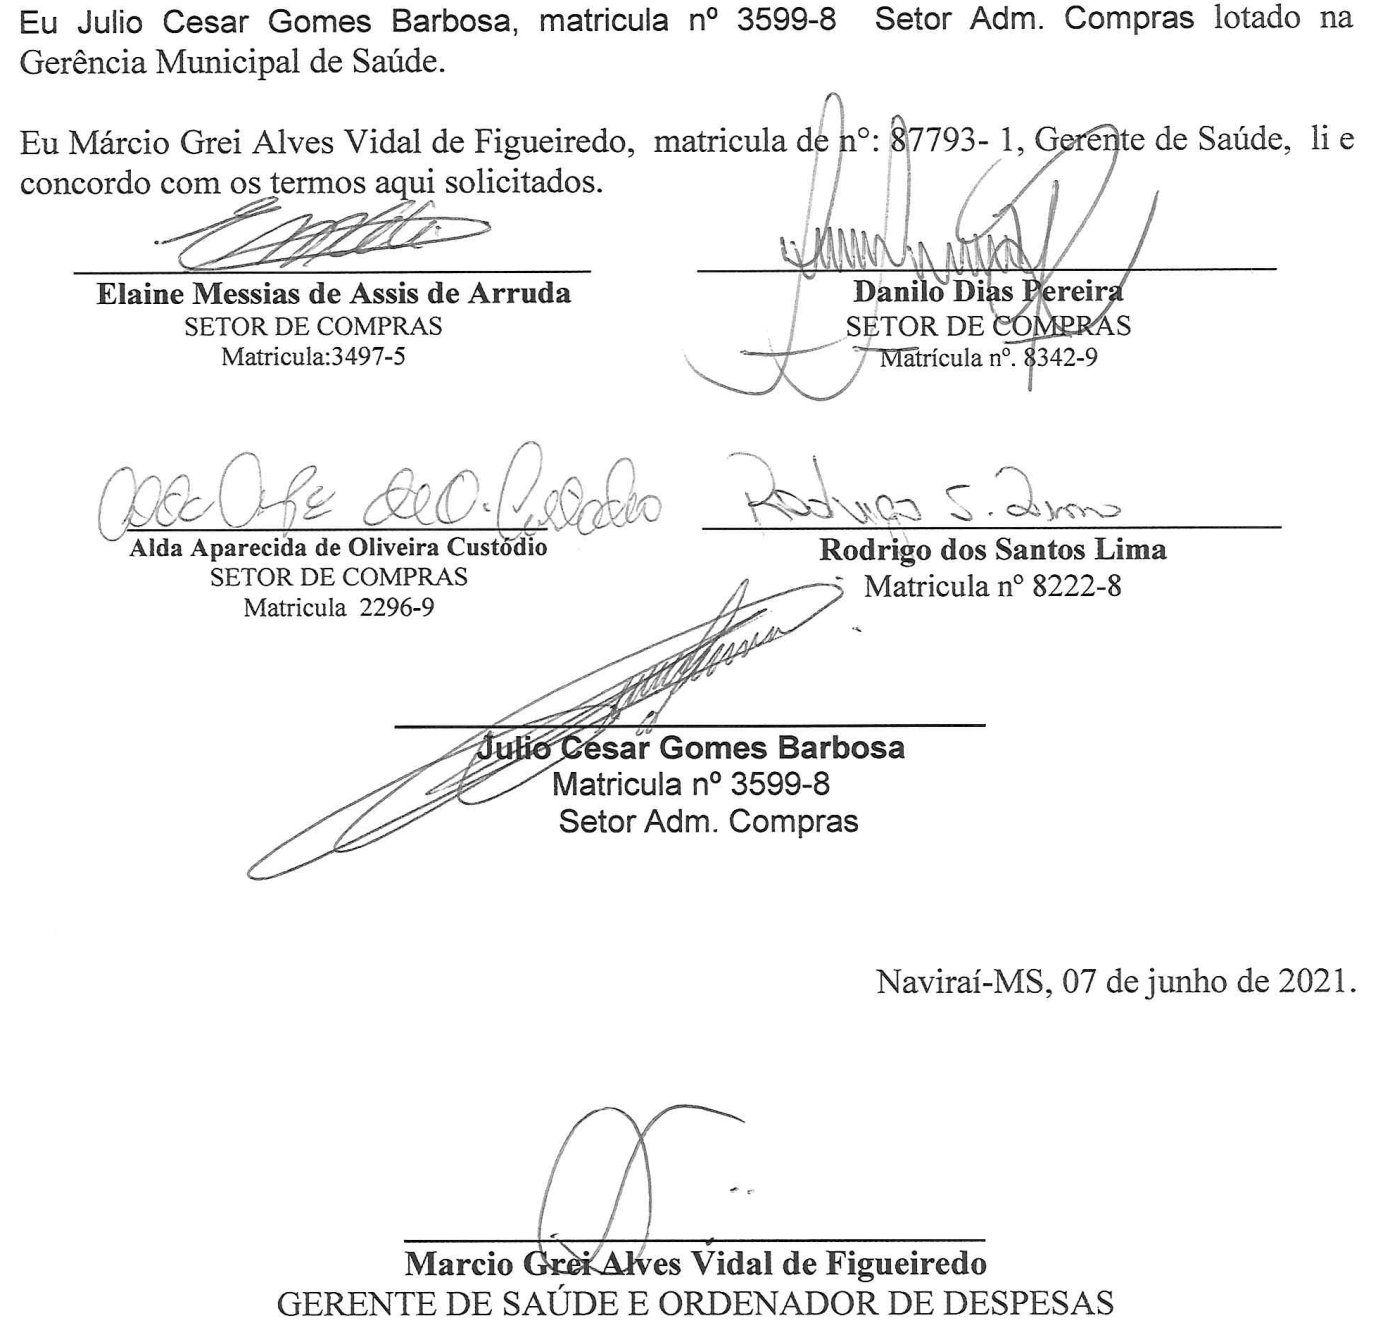 Eu Julio Cesar Gomes Barbosa, matricula nº 3599-8 Setor Adm. Compras lotado na
Gerência Municipal de Saúde.
Eu Márcio Grei Alves Vidal de Figueiredo, matricula de n°: 87793- 1, Gerente de Saúde, li e
concordo com os termos aqui solicitados.
Elaine Messias de Assis de Arruda
SETOR DE COMPRAS
Matricula:3497-5
Danilo Dias Pereira
SETOR DE COMPRAS
Matrícula nº. 8342-9
Alda Aparecida de Oliveira Custódio
SETOR DE COMPRAS
Matricula 2296-9
Rodrigo S. Lima
Rodrigo dos Santos Lima
Matricula nº 8222-8
Julio Cesar Gomes Barbosa
Matricula nº 3599-8
Setor Adm. Compras
Naviraí-MS, 07 de junho de 2021.
Marcio Grei Alves Vidal de Figueiredo
GERENTE DE SAÚDE E ORDENADOR DE DESPESAS